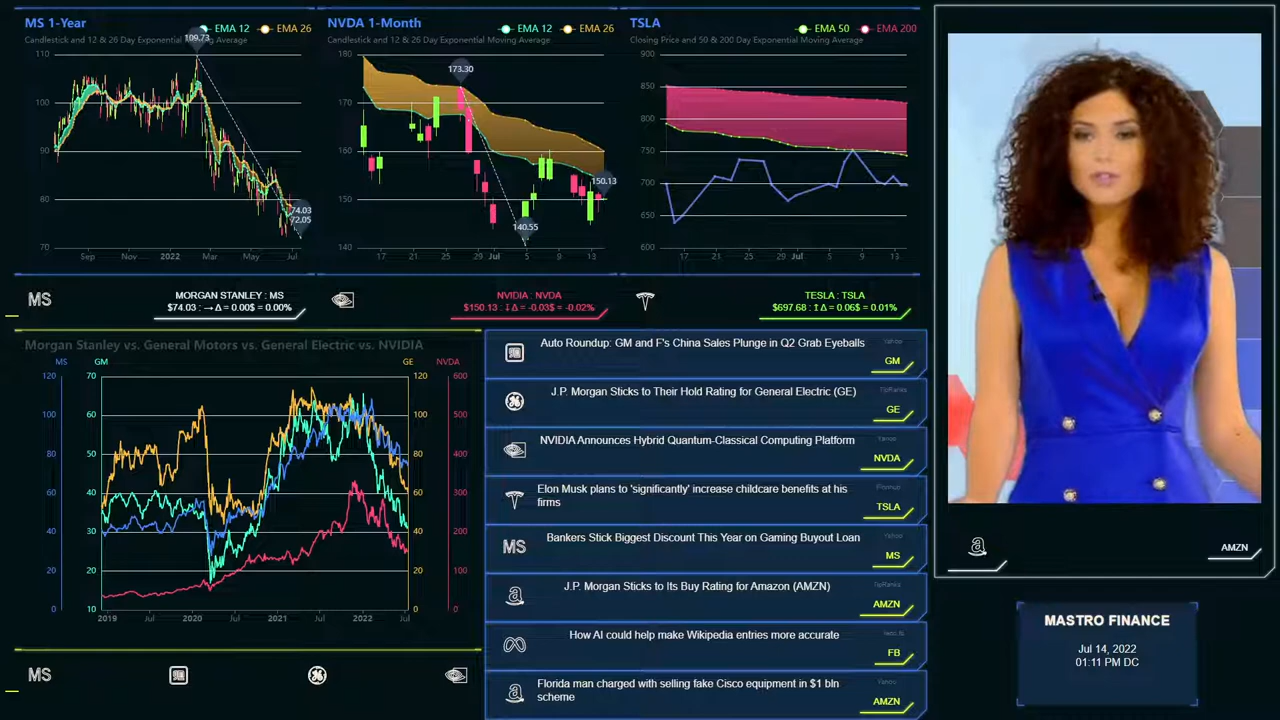 MS 1-Year
EMA 12
EMA 26
Candlestick and 12 & 26 Day Exponential Moving Average
109.73
110
100
90
80
70
74.03
72.05
Sep
Nov
2022
Mar
May
Jul
NVDA 1-Month
EMA 12
EMA 26
Candlestick and 12 & 26 Day Exponential Moving Average
180
173.30
170
160
150
140
150.13
140.55
17
21
23
29
Jul
5
9
13
TSLA
EMA 50
EMA 200
Closing Price and 50 & 200 Day Exponential Moving Average
900
850
800
750
700
650
600
17
21
23
29
Jul
5
9
13
MS
MORGAN STANLEY : MS
$74.03 : → Δ = 0.00$ = 0.00%
NVIDIA : NVDA
$150.13 : ↧ Δ = -0.03$ = -0.02%
TESLA : TSLA
$697.68 : ↥ Δ = 0.06$ = 0.01%
Morgan Stanley vs. General Motors vs. General Electric vs. NVIDIA
MS
GM
GE
NVDA
120
70
120
600
100
60
100
500
80
50
80
400
60
40
60
300
40
30
40
200
20
20
20
100
0
10
0
0
2019
Jul
2020
Jul
2021
Jul
2022
Jul
MS
GM
GE
Auto Roundup: GM and F's China Sales Plunge in Q2 Grab Eyeballs
Yahoo
GM
J.P. Morgan Sticks to Their Hold Rating for General Electric (GE)
TipRanks
GE
NVIDIA Announces Hybrid Quantum-Classical Computing Platform
Yahoo
NVDA
Elon Musk plans to 'significantly' increase childcare benefits at his
firms
TSLA
MS
Bankers Stick Biggest Discount This Year on Gaming Buyout Loan
Yahoo
MS
J.P. Morgan Sticks to Its Buy Rating for Amazon (AMZN)
TipRanks
AMZN
How AI could help make Wikipedia entries more accurate
FB
Florida man charged with selling fake Cisco equipment in $1 bln
scheme
Yahoo
AMZN
a
AMZN
MASTRO FINANCE
Jul 14, 2022
01:11 PM DC